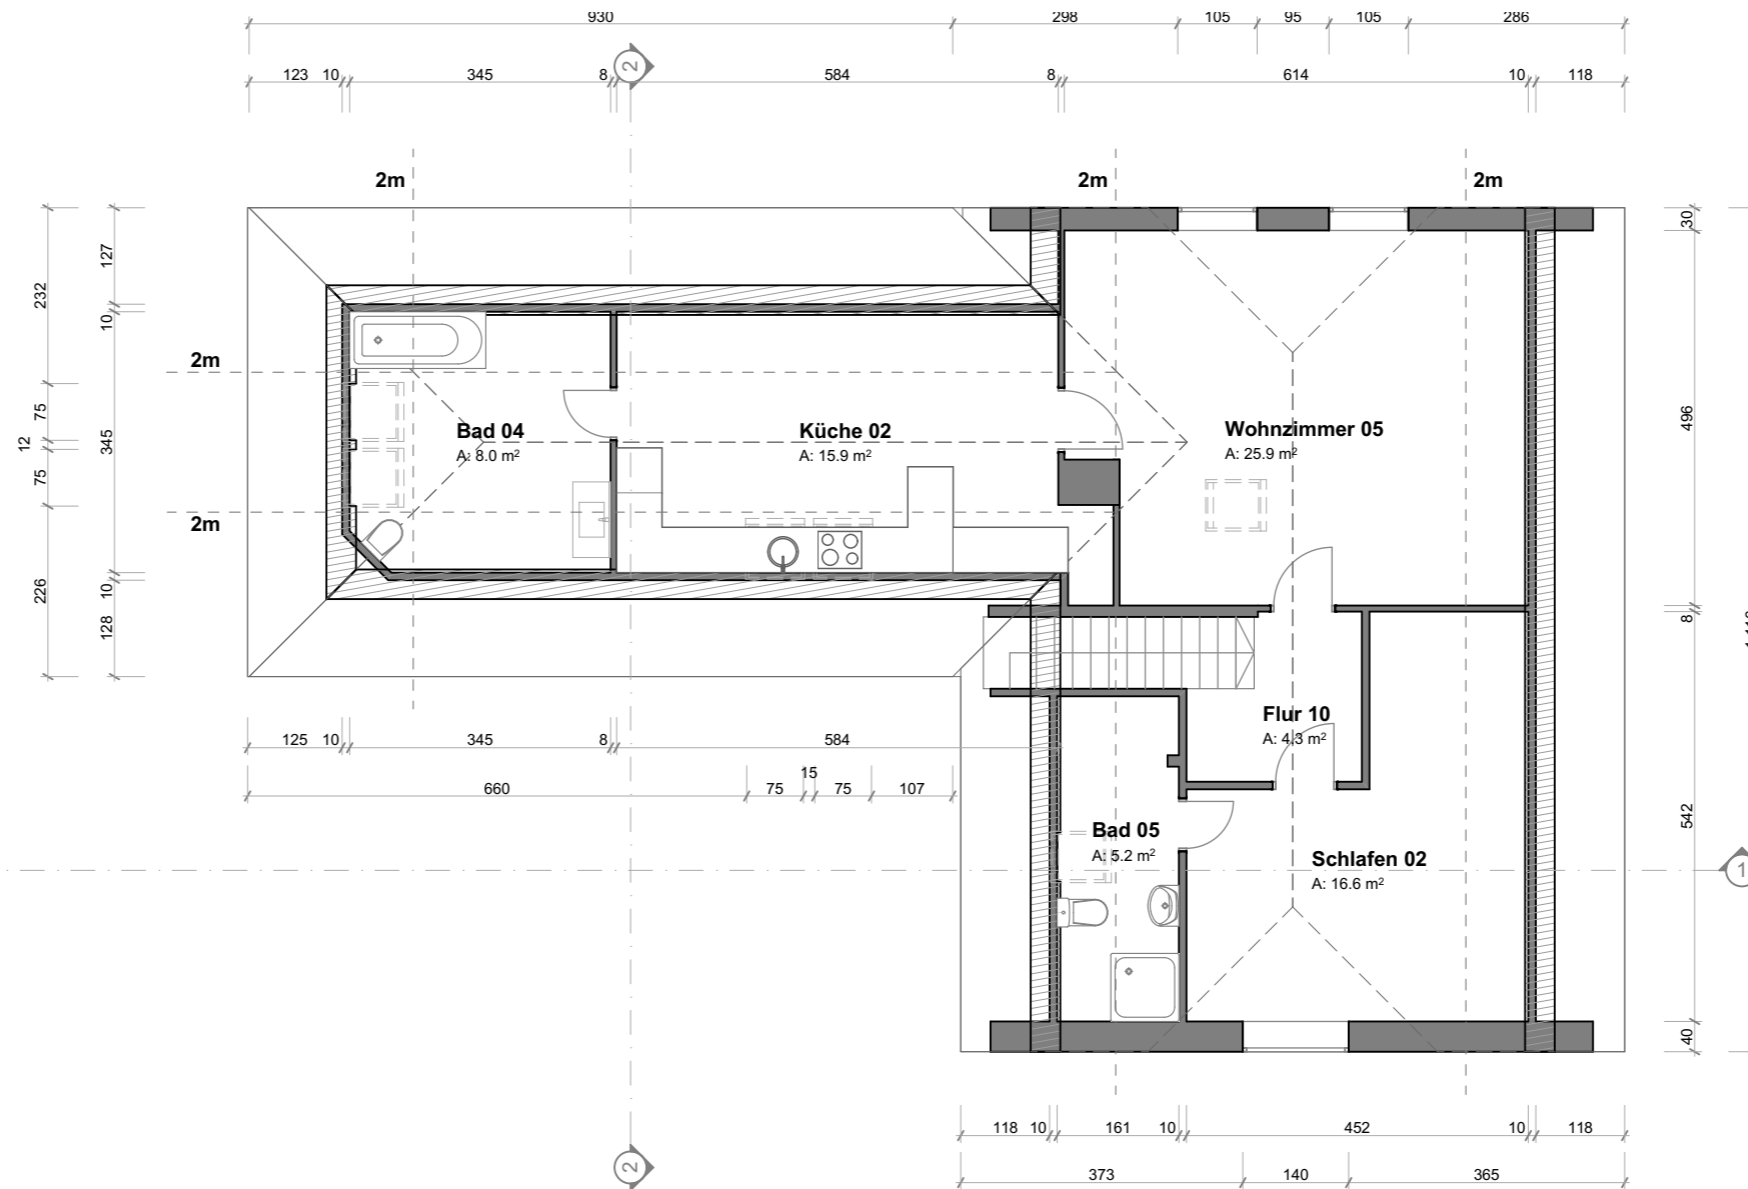 930 298 105 95 105 286
2
123 10 345 8 584 8 614 10 118
2m 2m 2m
30
127
232
10
2m
75
12
345
75
2m
226
10
128
Bad 04
A: 8.0 m²
Küche 02
A: 15.9 m²
Wohnzimmer 05
A: 25.9 m²
496
8
Flur 10
A: 4.3 m²
125 10 345 8 584
15
660 75 75 107
542
Bad 05
A: 5.2 m²
Schlafen 02
A: 16.6 m²
1
40
118 10 161 10 452 10 118
2
373 140 365